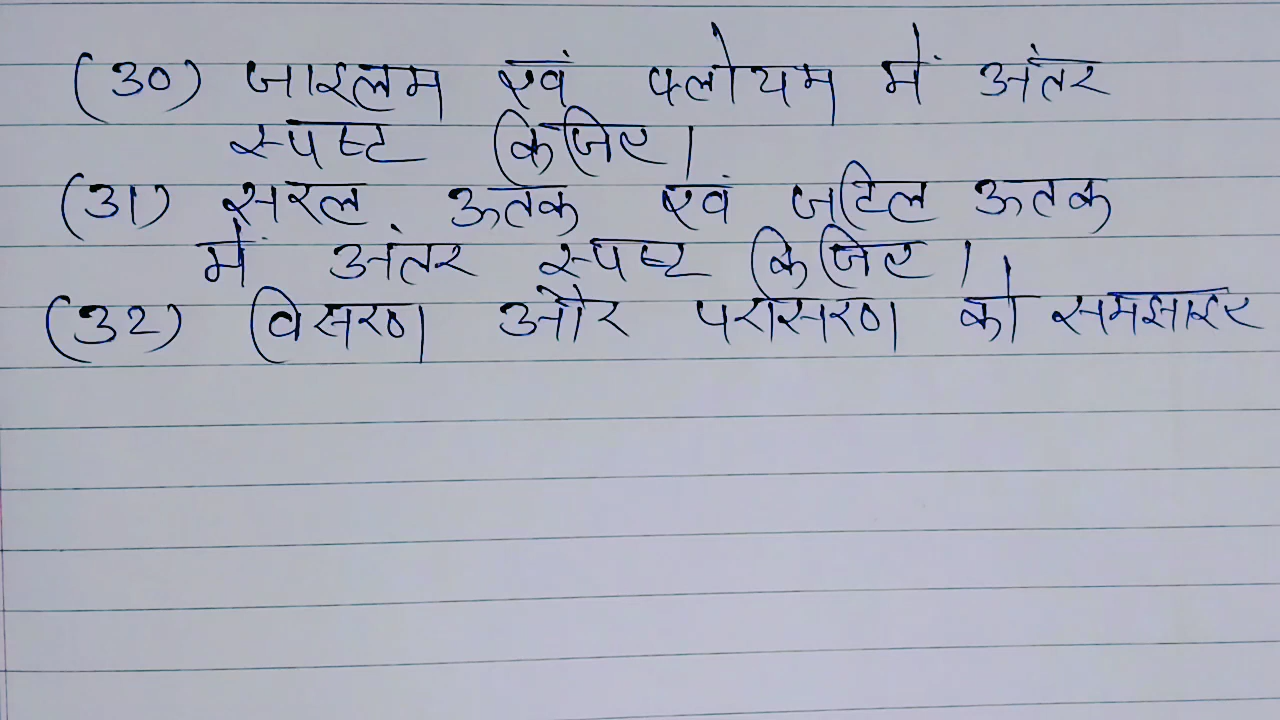 (30) जाइलम एवं फ्लोयम में अंतर
स्पष्ट किजिए।
(31) सरल ऊतक एवं जटिल ऊतक
में अंतर स्पष्ट किजिए।
(32) विसरण और परासरण को समझाइए